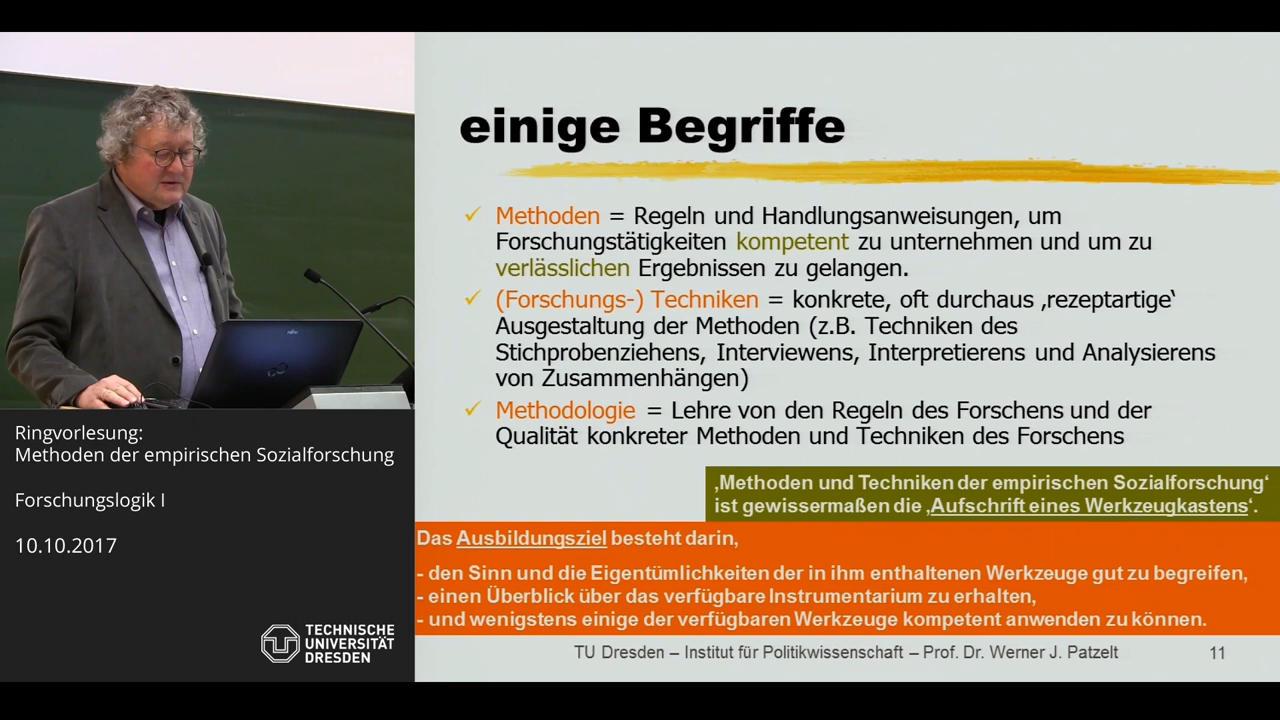 einige Begriffe
Methoden = Regeln und Handlungsanweisungen, um
Forschungstätigkeiten kompetent zu unternehmen und um zu
verlässlichen Ergebnissen zu gelangen.
(Forschungs-) Techniken = konkrete, oft durchaus ‚rezeptartige‘
Ausgestaltung der Methoden (z.B. Techniken des
Stichprobenziehens, Interviewens, Interpretierens und Analysierens
von Zusammenhängen)
Methodologie = Lehre von den Regeln des Forschens und der
Qualität konkreter Methoden und Techniken des Forschens
‚Methoden und Techniken der empirischen Sozialforschung‘
ist gewissermaßen die ‚Aufschrift eines Werkzeugkastens‘.
Das Ausbildungsziel besteht darin,
- den Sinn und die Eigentümlichkeiten der in ihm enthaltenen Werkzeuge gut zu begreifen,
- einen Überblick über das verfügbare Instrumentarium zu erhalten,
- und wenigstens einige der verfügbaren Werkzeuge kompetent anwenden zu können.
TU Dresden – Institut für Politikwissenschaft – Prof. Dr. Werner J. Patzelt
11
Ringvorlesung:
Methoden der empirischen Sozialforschung
Forschungslogik I
10.10.2017
TECHNISCHE
UNIVERSITÄT
DRESDEN